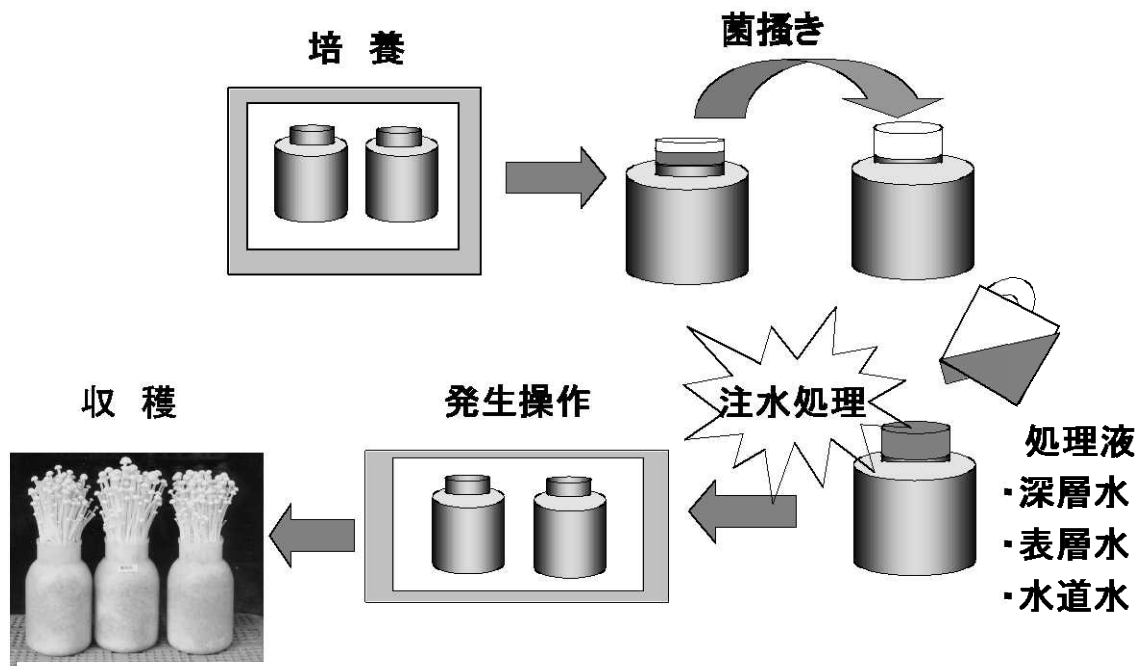 培 養
菌掻き
注水処理
処理液
・深層水
・表層水
・水道水
発生操作
収 穫